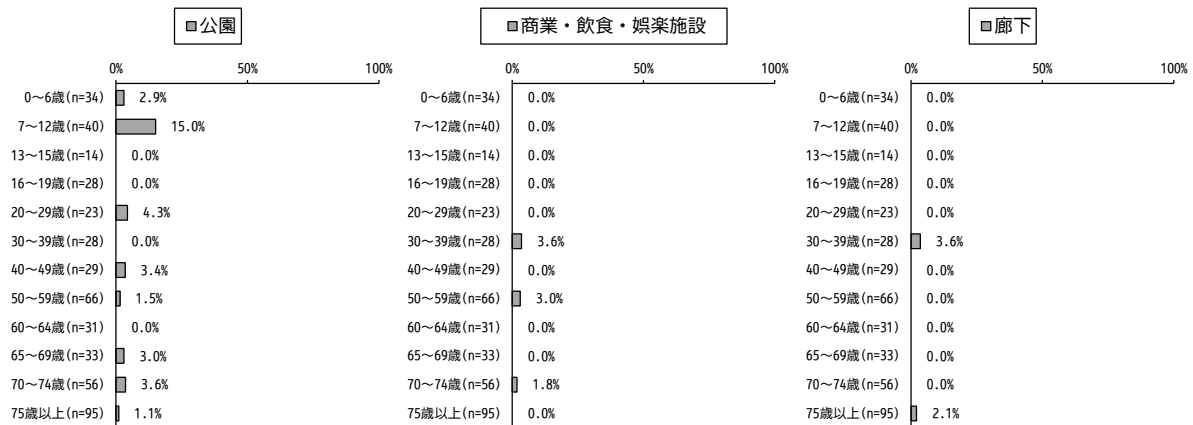 公園
0% 50% 100%
0～6歳(n=34) 2.9%
7～12歳(n=40) 15.0%
13～15歳(n=14) 0.0%
16～19歳(n=28) 0.0%
20～29歳(n=23) 4.3%
30～39歳(n=28) 0.0%
40～49歳(n=29) 3.4%
50～59歳(n=66) 1.5%
60～64歳(n=31) 0.0%
65～69歳(n=33) 3.0%
70～74歳(n=56) 3.6%
75歳以上(n=95) 1.1%
商業・飲食・娯楽施設
0% 50% 100%
0～6歳(n=34) 0.0%
7～12歳(n=40) 0.0%
13～15歳(n=14) 0.0%
16～19歳(n=28) 0.0%
20～29歳(n=23) 0.0%
30～39歳(n=28) 3.6%
40～49歳(n=29) 0.0%
50～59歳(n=66) 3.0%
60～64歳(n=31) 0.0%
65～69歳(n=33) 0.0%
70～74歳(n=56) 1.8%
75歳以上(n=95) 0.0%
廊下
0% 50% 100%
0～6歳(n=34) 0.0%
7～12歳(n=40) 0.0%
13～15歳(n=14) 0.0%
16～19歳(n=28) 0.0%
20～29歳(n=23) 0.0%
30～39歳(n=28) 3.6%
40～49歳(n=29) 0.0%
50～59歳(n=66) 0.0%
60～64歳(n=31) 0.0%
65～69歳(n=33) 0.0%
70～74歳(n=56) 0.0%
75歳以上(n=95) 2.1%